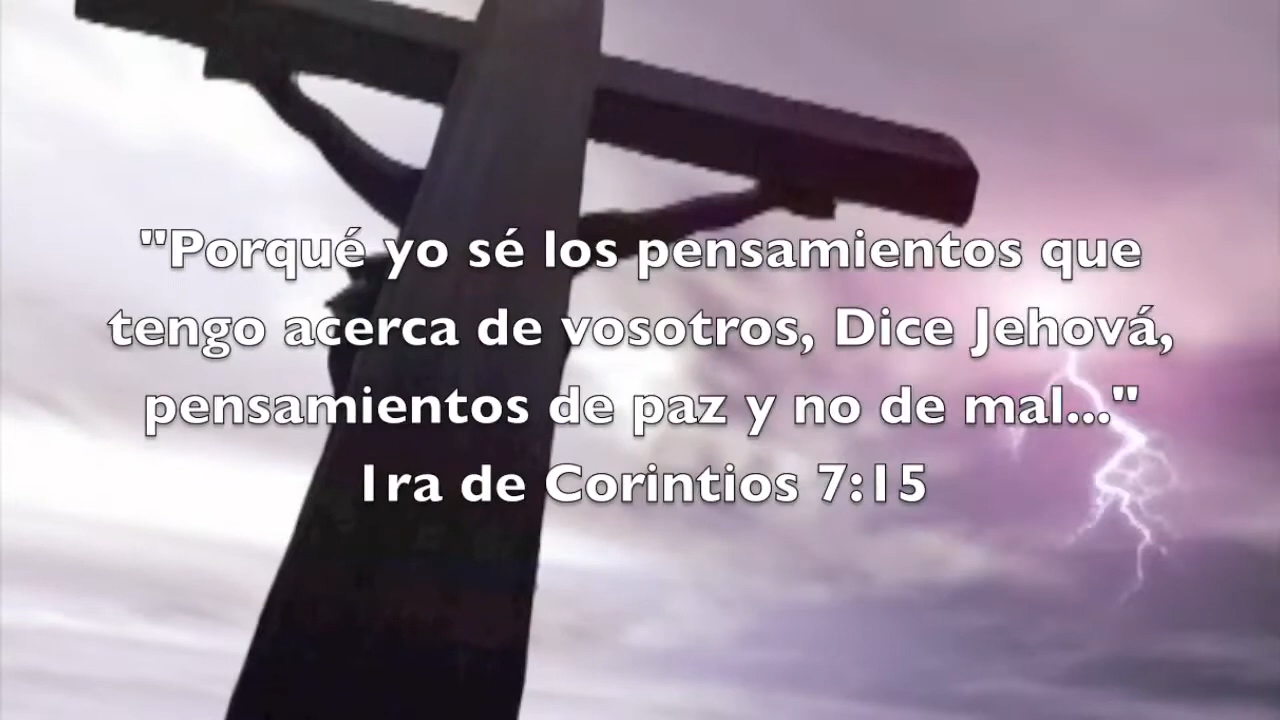 "Porqué yo sé los pensamientos que
tengo acerca de vosotros, Dice Jehová,
pensamientos de paz y no de mal..."
1ra de Corintios 7:15